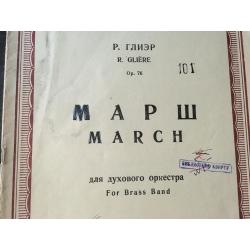 Р. ГЛИЭР
R. GLIÈRE
Op. 76
101
МАРШ
MARCH
для духового оркестра
For Brass Band